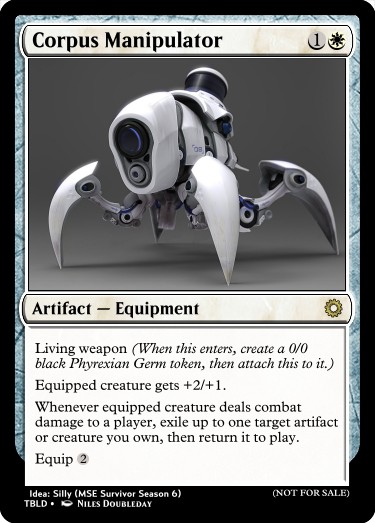 Corpus Manipulator 1
Artifact — Equipment
Living weapon (When this enters, create a 0/0
black Phyrexian Germ token, then attach this to it.)
Equipped creature gets +2/+1.
Whenever equipped creature deals combat
damage to a player, exile up to one target artifact
or creature you own, then return it to play.
Equip 2
Idea: Silly (MSE Survivor Season 6)
TBLD • Niles Doubleday
(NOT FOR SALE)